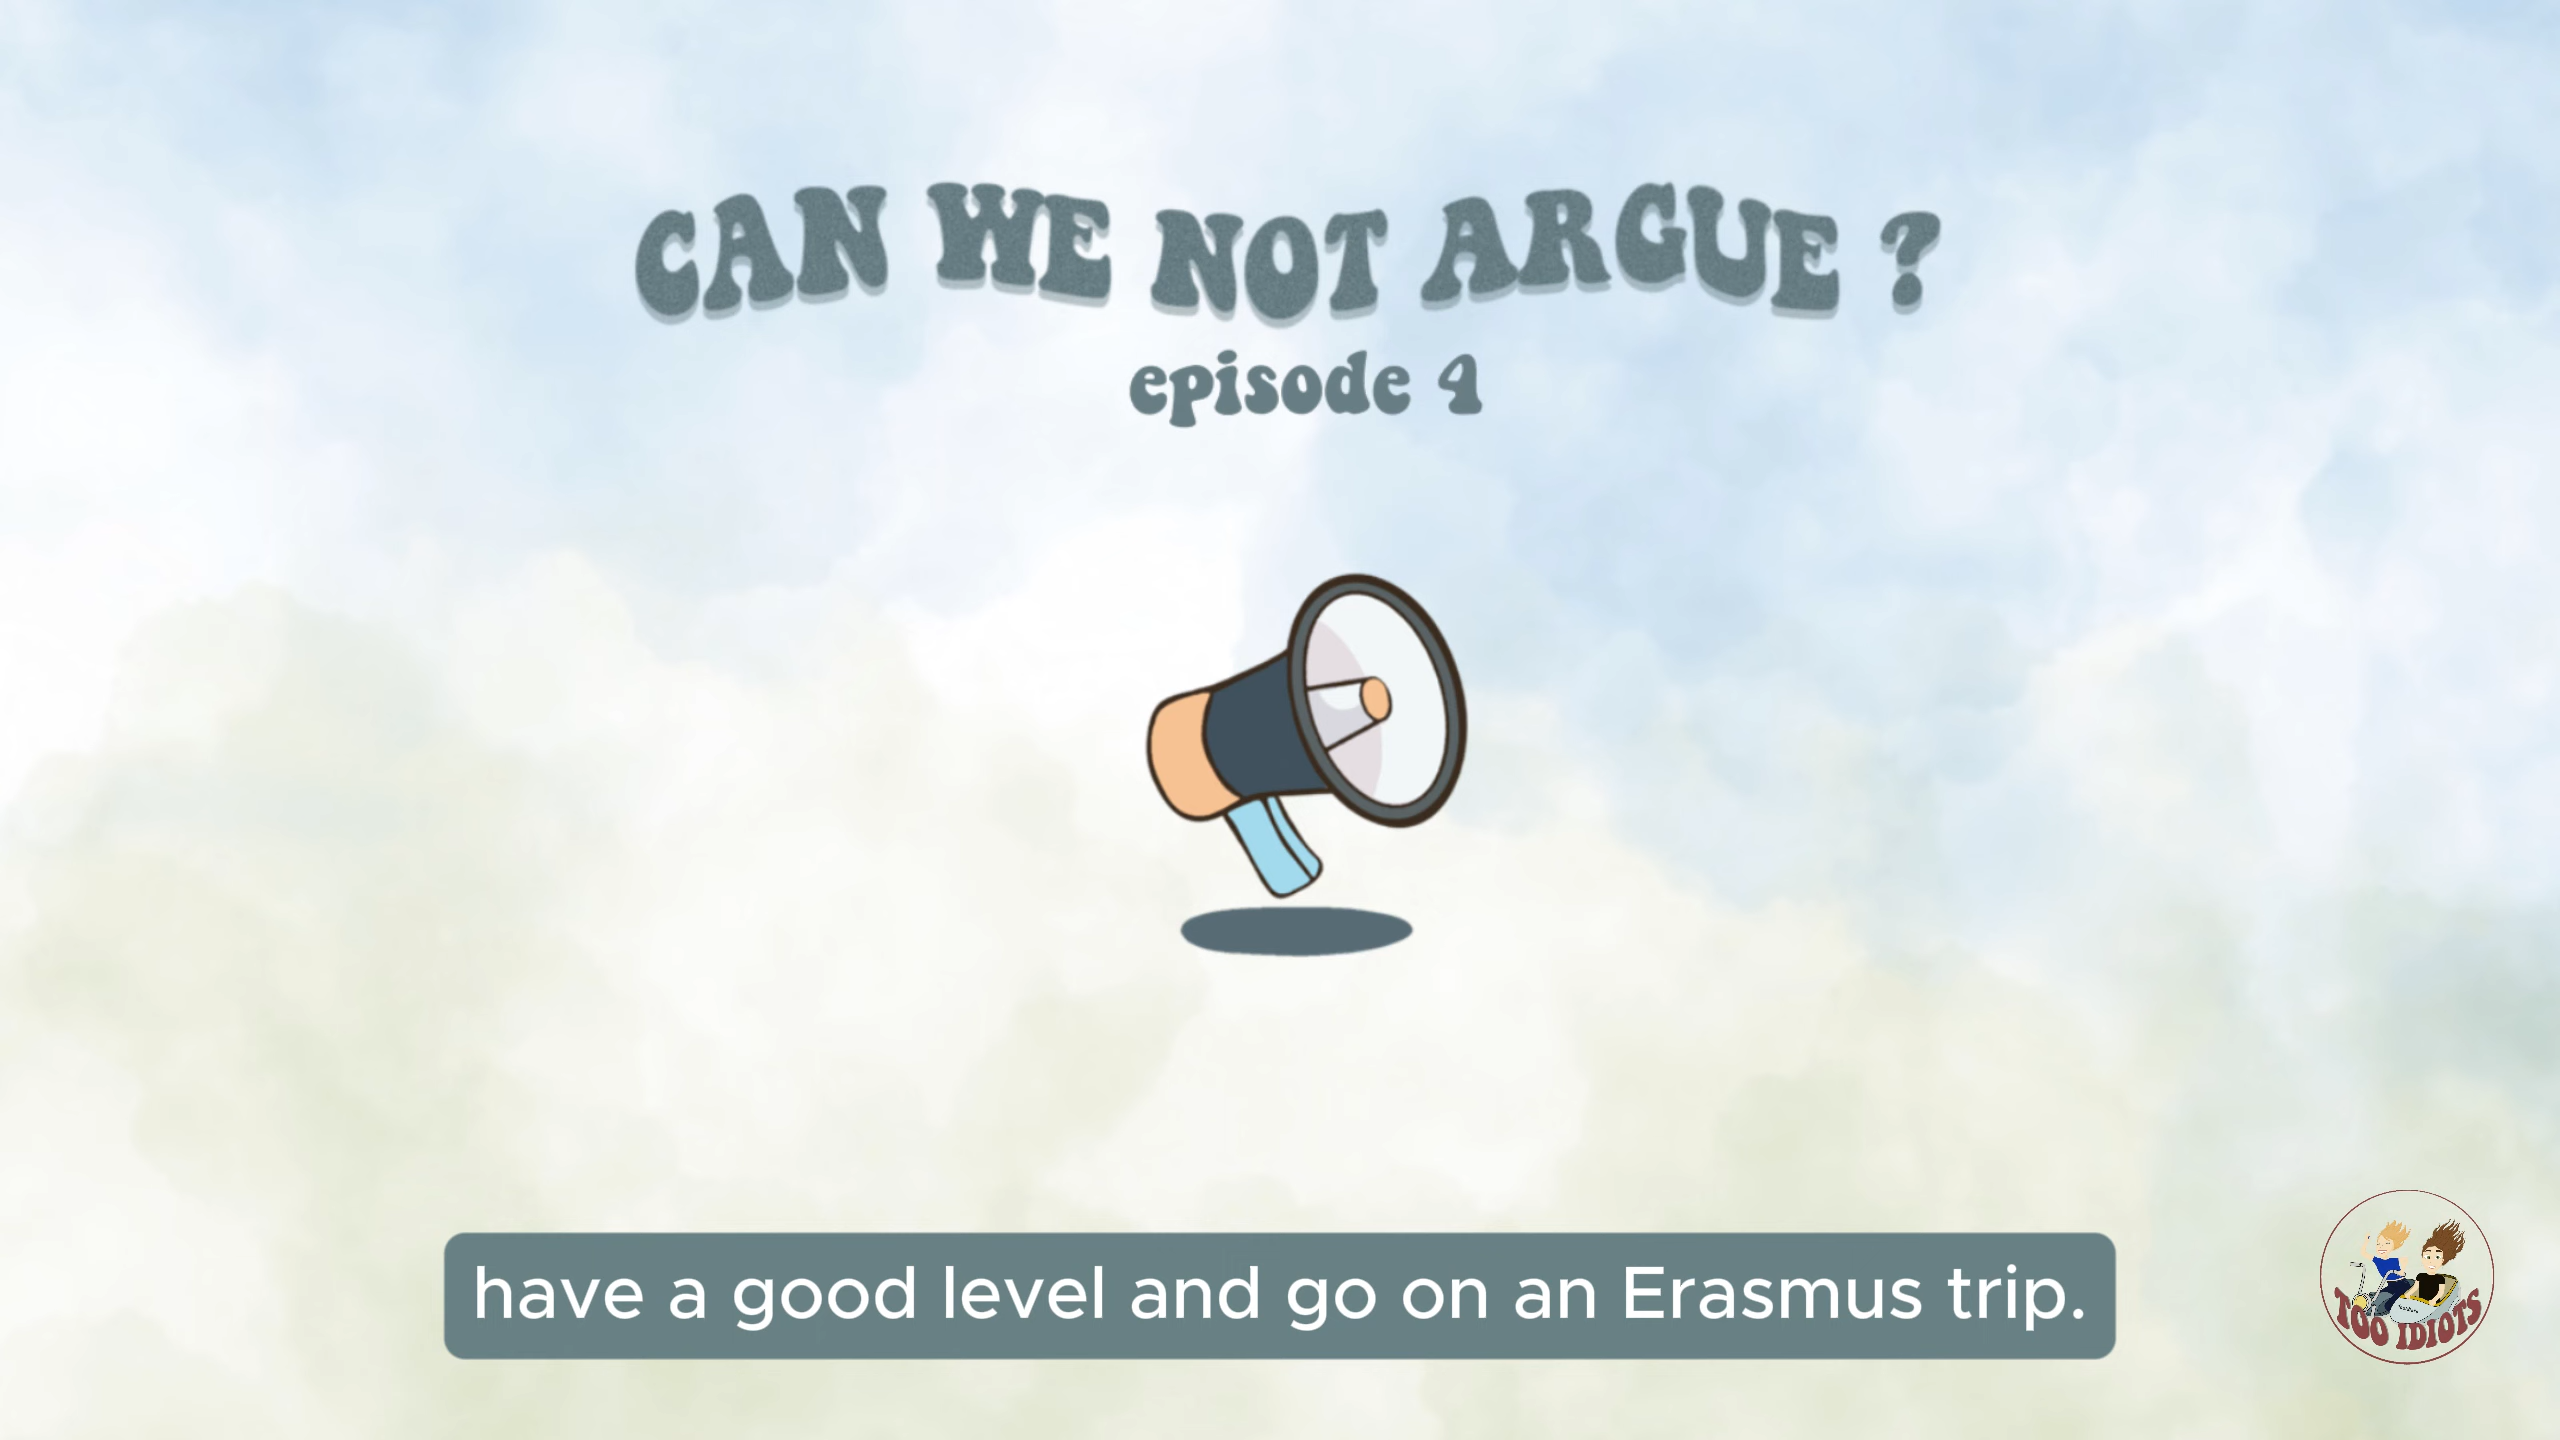 CAN WE NOT ARGUE ?
episode 4
have a good level and go on an Erasmus trip.
TOO IDIOTS